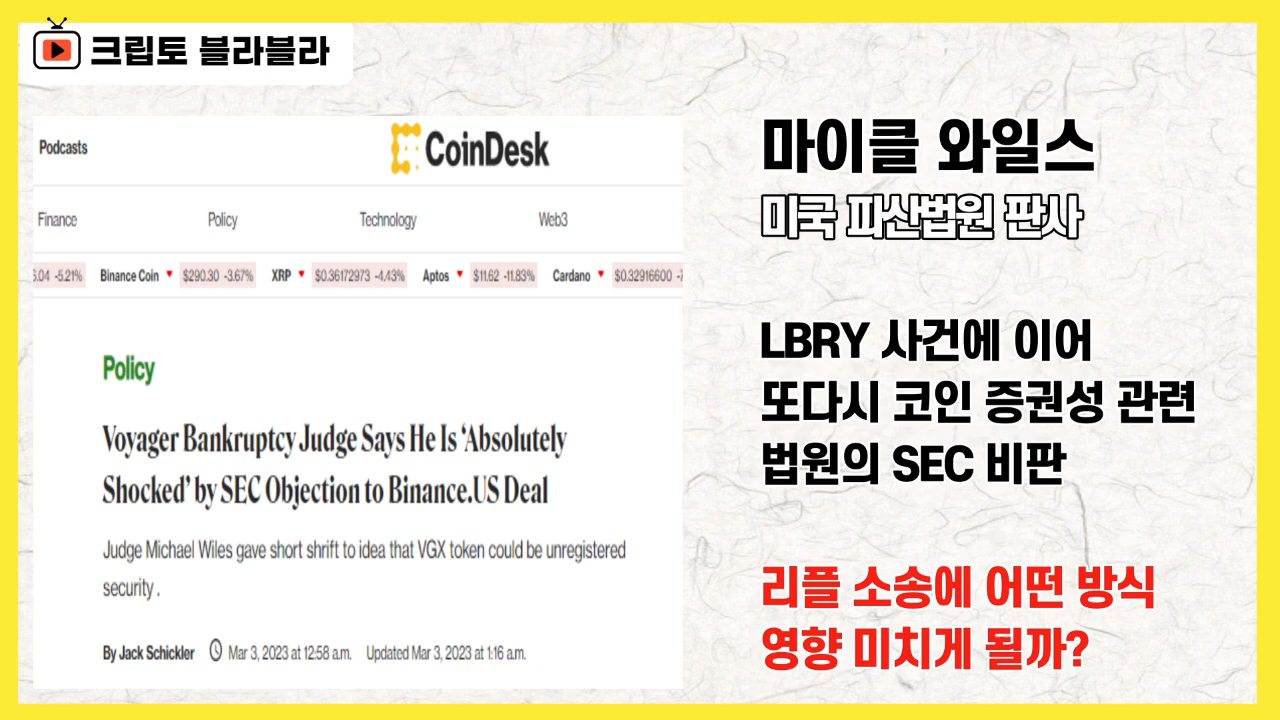 크립토 블라블라
Podcasts
CoinDesk
Finance Policy Technology Web3
.04 -5.21% Binance Coin ▼ $290.30 -3.67% XRP ▼ $0.36172973 -4.43% Aptos ▼ $11.62 -11.83% Cardano ▼ $0.32916600
Policy
Voyager Bankruptcy Judge Says He Is ‘Absolutely
Shocked’ by SEC Objection to Binance.US Deal
Judge Michael Wiles gave short shrift to idea that VGX token could be unregistered
security .
By Jack Schickler Mar 3, 2023 at 12:58 a.m. Updated Mar 3, 2023 at 1:16 a.m.
마이클 와일스
미국 파산법원 판사
LBRY 사건에 이어
또다시 코인 증권성 관련
법원의 SEC 비판
리플 소송에 어떤 방식
영향 미치게 될까?